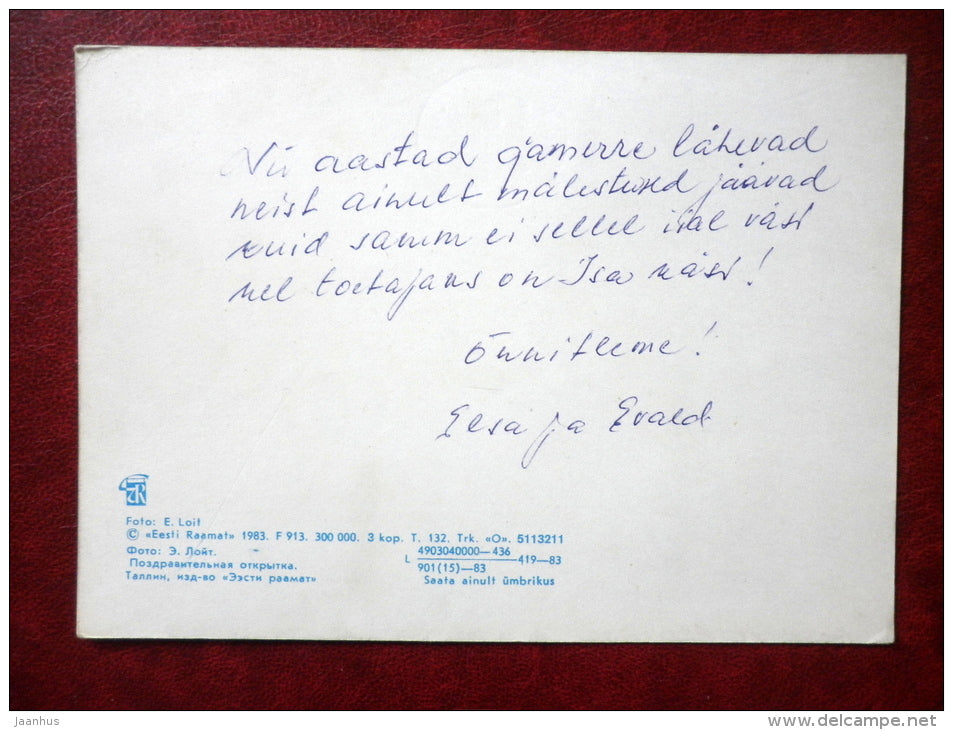 Nii aastad ajamerre lähevad
neist ainult mälestused jäävad
kuid samm ei sellel iial väsi
kel toetajaks on Isa käsi!
Õnnitleme!
Elsa ja Evald
Foto: E. Loit
© «Eesti Raamat» 1983. F 913. 300 000. 3 kop. T. 132. Trk. «O». 5113211
Фото: Э. Лойт.
Поздравительная открытка.
Таллин, изд-во «Ээсти раамат»
L 4903040000—436
901(15)—83
419—83
Saata ainult ümbrikus
jaanhus
www.delcampe.net